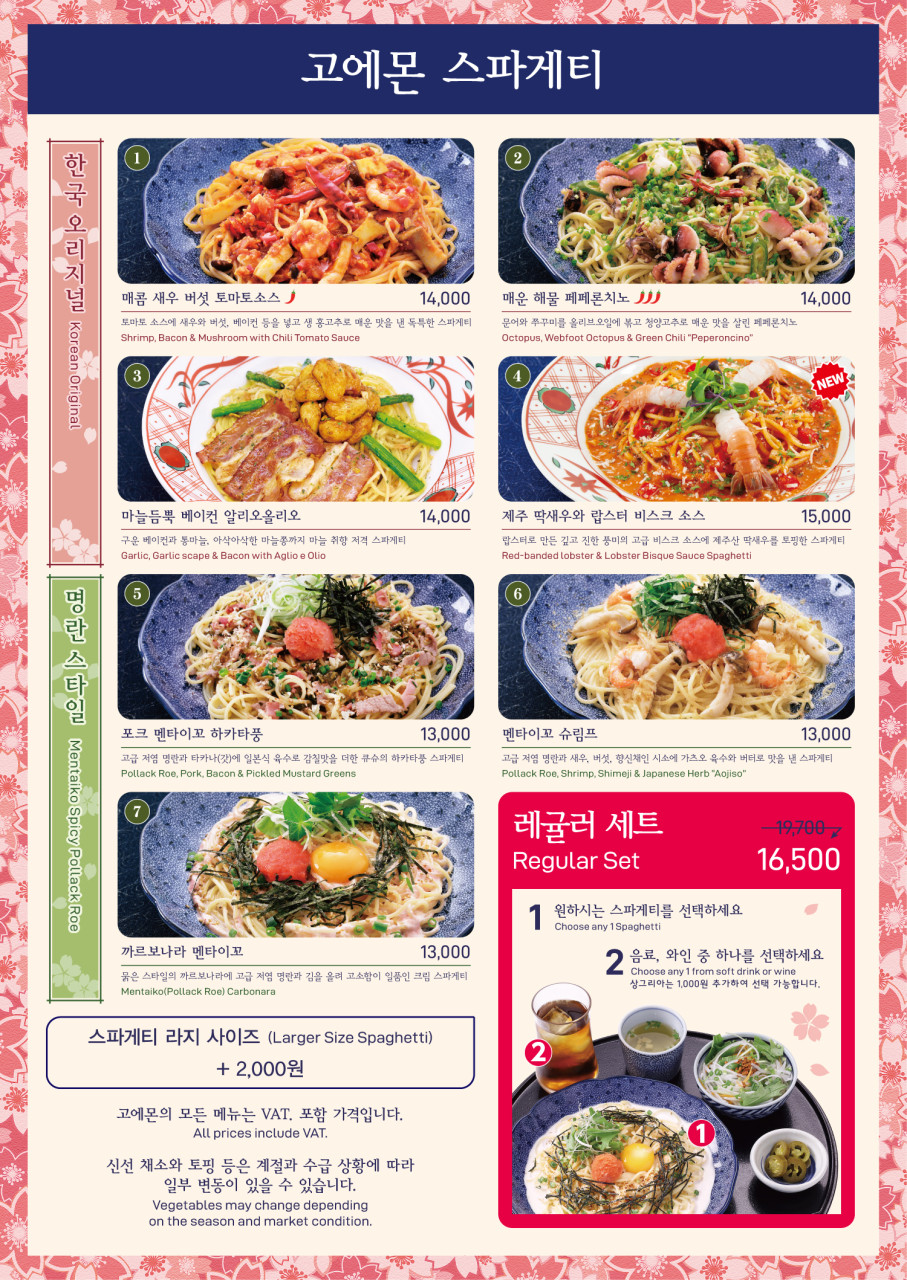 고에몬 스파게티
한국 오리지널 Korean Original
1
매콤 새우 버섯 토마토소스 14,000
토마토 소스에 새우와 버섯, 베이컨 등을 넣고 생 홍고추로 매운 맛을 낸 독특한 스파게티
Shrimp, Bacon & Mushroom with Chili Tomato Sauce
2
매운 해물 페페론치노 14,000
문어와 쭈꾸미를 올리브오일에 볶고 청양고추로 매운 맛을 살린 페페론치노
Octopus, Webfoot Octopus & Green Chili "Peperoncino"
3
마늘듬뿍 베이컨 알리오올리오 14,000
구운 베이컨과 통마늘, 아삭아삭한 마늘쫑까지 마늘 취향 저격 스파게티
Garlic, Garlic scape & Bacon with Aglio e Olio
4
NEW
제주 딱새우와 랍스터 비스크 소스 15,000
랍스터로 만든 깊고 진한 풍미의 고급 비스크 소스에 제주산 딱새우를 토핑한 스파게티
Red-banded lobster & Lobster Bisque Sauce Spaghetti
명란 스타일 Mentaiko Spicy Pollack Roe
5
포크 멘타이꼬 하카타풍 13,000
고급 저염 명란과 타카나(갓)에 일본식 육수로 감칠맛을 더한 큐슈의 하카타풍 스파게티
Pollack Roe, Pork, Bacon & Pickled Mustard Greens
6
멘타이꼬 슈림프 13,000
고급 저염 명란과 새우, 버섯, 향신채인 시소에 가츠오 육수와 버터로 맛을 낸 스파게티
Pollack Roe, Shrimp, Shimeji & Japanese Herb "Aojiso"
7
까르보나라 멘타이꼬 13,000
묽은 스타일의 까르보나라에 고급 저염 명란과 김을 올려 고소함이 일품인 크림 스파게티
Mentaiko(Pollack Roe) Carbonara
스파게티 라지 사이즈 (Larger Size Spaghetti)
+ 2,000원
고에몬의 모든 메뉴는 VAT. 포함 가격입니다.
All prices include VAT.
신선 채소와 토핑 등은 계절과 수급 상황에 따라
일부 변동이 있을 수 있습니다.
Vegetables may change depending
on the season and market condition.
레귤러 세트 19,700
Regular Set 16,500
1 원하시는 스파게티를 선택하세요
Choose any 1 Spaghetti
2 음료, 와인 중 하나를 선택하세요
Choose any 1 from soft drink or wine
상그리아는 1,000원 추가하여 선택 가능합니다.
2
1